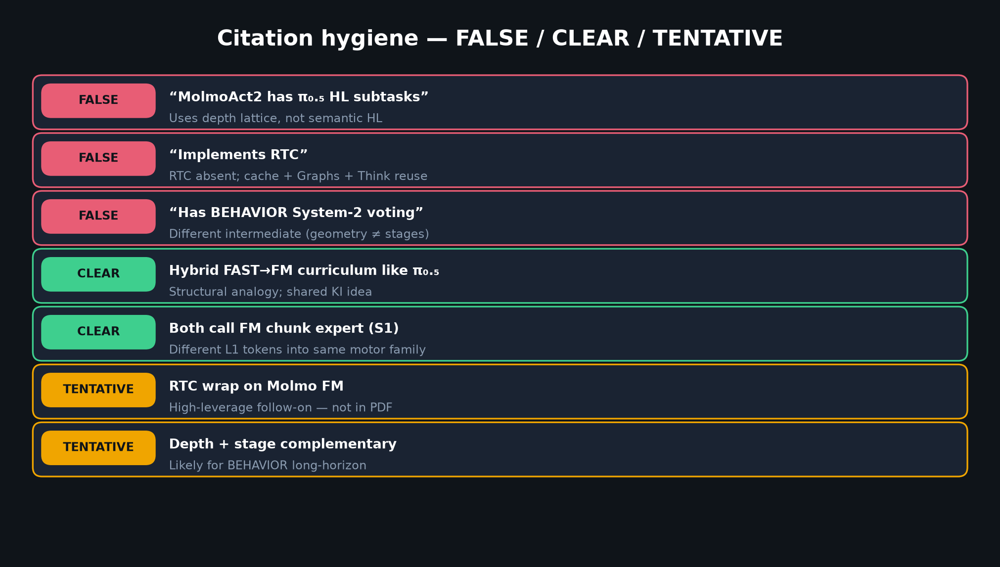 Citation hygiene — FALSE / CLEAR / TENTATIVE
FALSE
“MolmoAct2 has π₀.₅ HL subtasks”
Uses depth lattice, not semantic HL
FALSE
“Implements RTC”
RTC absent; cache + Graphs + Think reuse
FALSE
“Has BEHAVIOR System-2 voting”
Different intermediate (geometry ≠ stages)
CLEAR
Hybrid FAST→FM curriculum like π₀.₅
Structural analogy; shared KI idea
CLEAR
Both call FM chunk expert (S1)
Different L1 tokens into same motor family
TENTATIVE
RTC wrap on Molmo FM
High-leverage follow-on — not in PDF
TENTATIVE
Depth + stage complementary
Likely for BEHAVIOR long-horizon